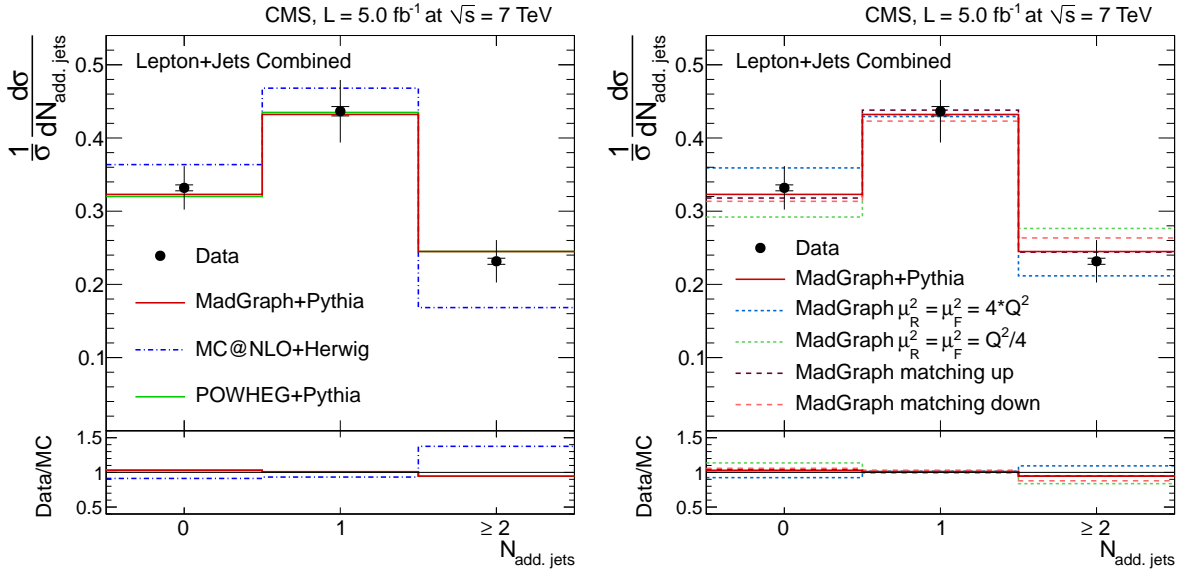 CMS, L = 5.0 fb⁻¹ at √s = 7 TeV
Lepton+Jets Combined
1/σ dσ/dN_add. jets
0.5
0.4
0.3
0.2
0.1
Data
MadGraph+Pythia
MC@NLO+Herwig
POWHEG+Pythia
Data/MC
1.5
1
0.5
0 1 ≥ 2
N_add. jets
CMS, L = 5.0 fb⁻¹ at √s = 7 TeV
Lepton+Jets Combined
1/σ dσ/dN_add. jets
0.5
0.4
0.3
0.2
0.1
Data
MadGraph+Pythia
MadGraph μ²_R = μ²_F = 4*Q²
MadGraph μ²_R = μ²_F = Q²/4
MadGraph matching up
MadGraph matching down
Data/MC
1.5
1
0.5
0 1 ≥ 2
N_add. jets